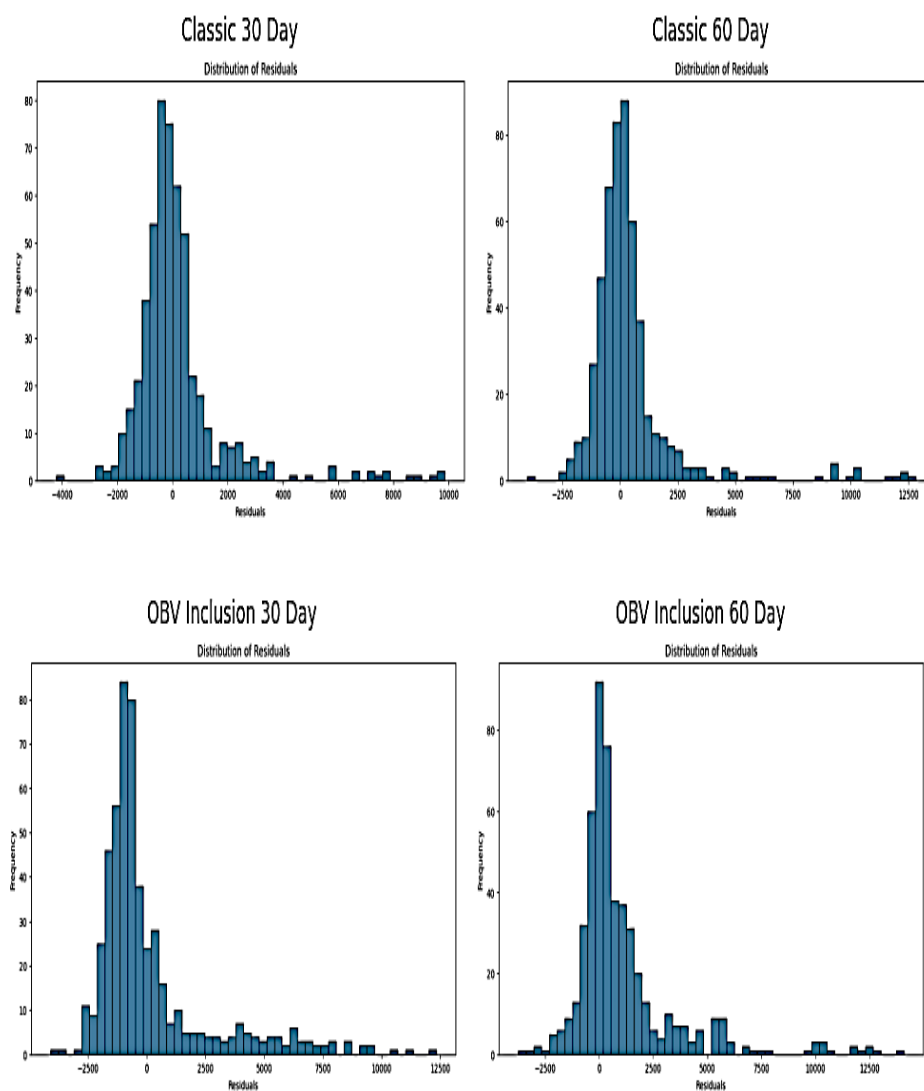 Classic 30 Day
Distribution of Residuals
80
70
60
50
40
30
20
10
0
Frequency
−4000 −2000 0 2000 4000 6000 8000 10000
Residuals
Classic 60 Day
Distribution of Residuals
80
60
40
20
0
Frequency
−2500 0 2500 5000 7500 10000 12500
Residuals
OBV Inclusion 30 Day
Distribution of Residuals
80
70
60
50
40
30
20
10
0
Frequency
−2500 0 2500 5000 7500 10000 12500
Residuals
OBV Inclusion 60 Day
Distribution of Residuals
80
60
40
20
0
Frequency
−2500 0 2500 5000 7500 10000 12500
Residuals